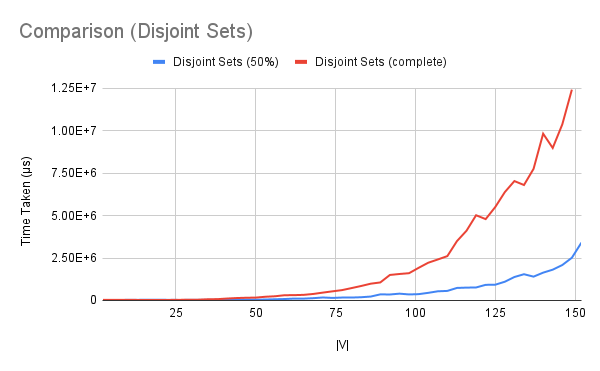 Comparison (Disjoint Sets)
Disjoint Sets (50%) Disjoint Sets (complete)
1.25E+7
1.00E+7
7.50E+6
5.00E+6
2.50E+6
0
Time Taken (µs)
25 50 75 100 125 150
|V|